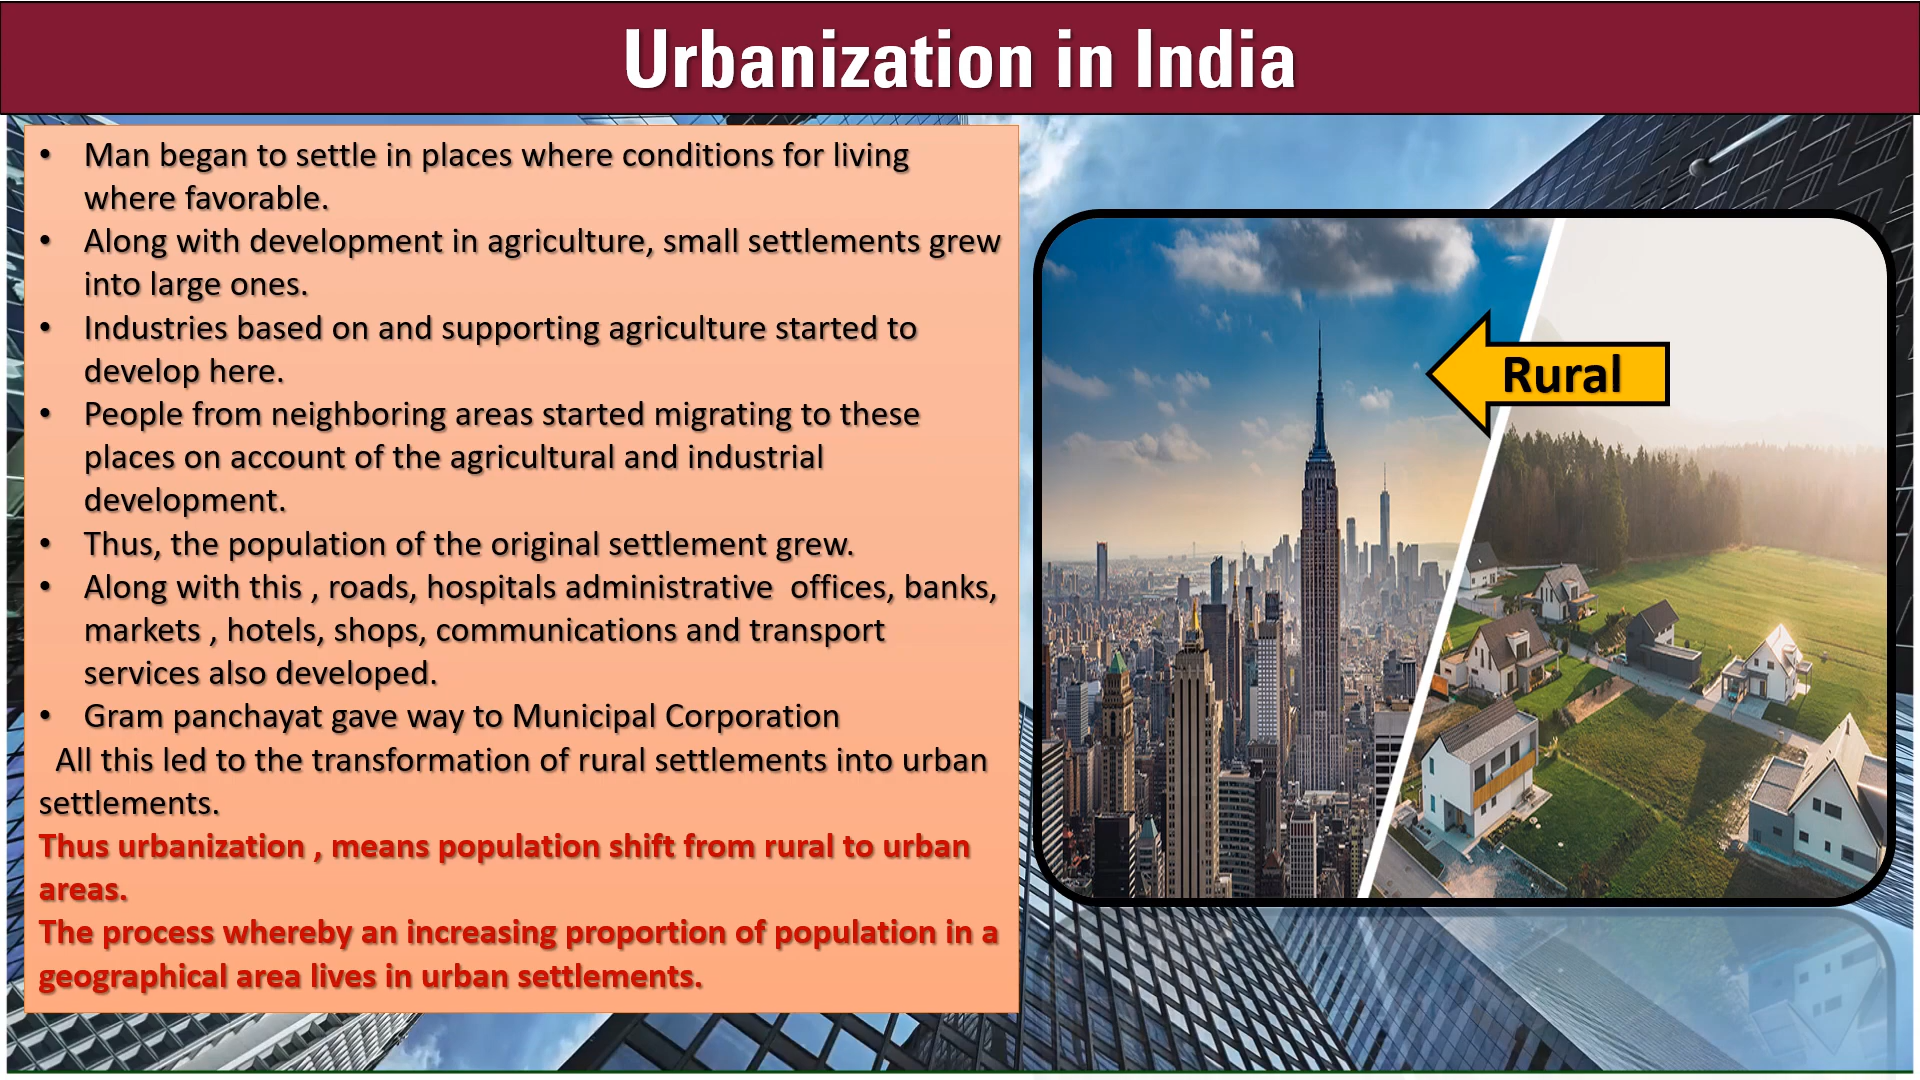 Urbanization in India
• Man began to settle in places where conditions for living
where favorable.
• Along with development in agriculture, small settlements grew
into large ones.
• Industries based on and supporting agriculture started to
develop here.
• People from neighboring areas started migrating to these
places on account of the agricultural and industrial
development.
• Thus, the population of the original settlement grew.
• Along with this , roads, hospitals administrative  offices, banks,
markets , hotels, shops, communications and transport
services also developed.
• Gram panchayat gave way to Municipal Corporation
All this led to the transformation of rural settlements into urban
settlements.
Thus urbanization , means population shift from rural to urban
areas.
The process whereby an increasing proportion of population in a
geographical area lives in urban settlements.
Rural